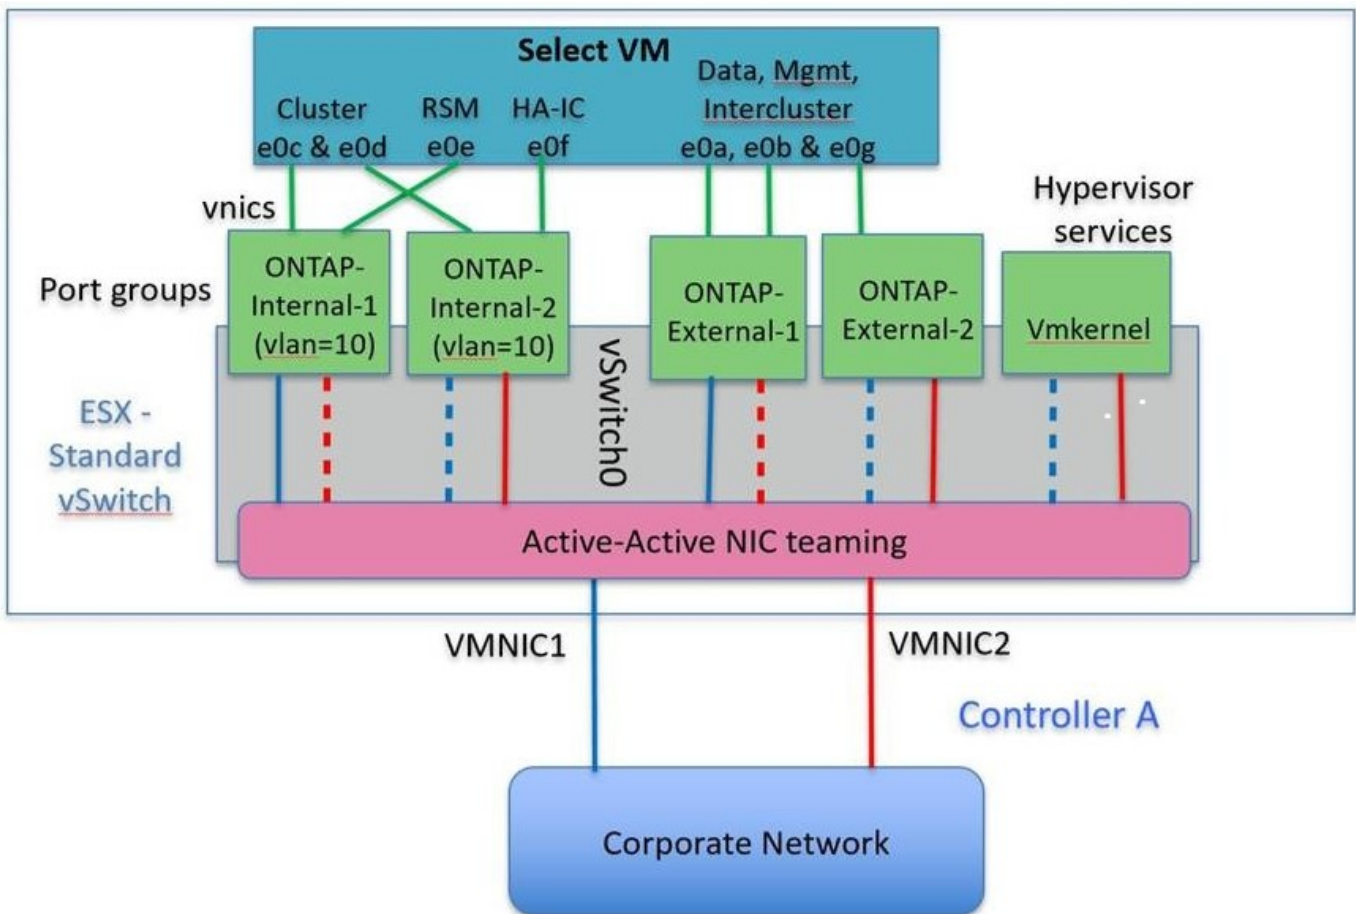 Select VM
Cluster
e0c & e0d
RSM
e0e
HA-IC
e0f
Data, Mgmt,
Intercluster
e0a, e0b & e0g
vnics
Hypervisor
services
Port groups
ONTAP-
Internal-1
(vlan=10)
ONTAP-
Internal-2
(vlan=10)
ONTAP-
External-1
ONTAP-
External-2
Vmkernel
vSwitch0
ESX -
Standard
vSwitch
Active-Active NIC teaming
VMNIC1
VMNIC2
Controller A
Corporate Network